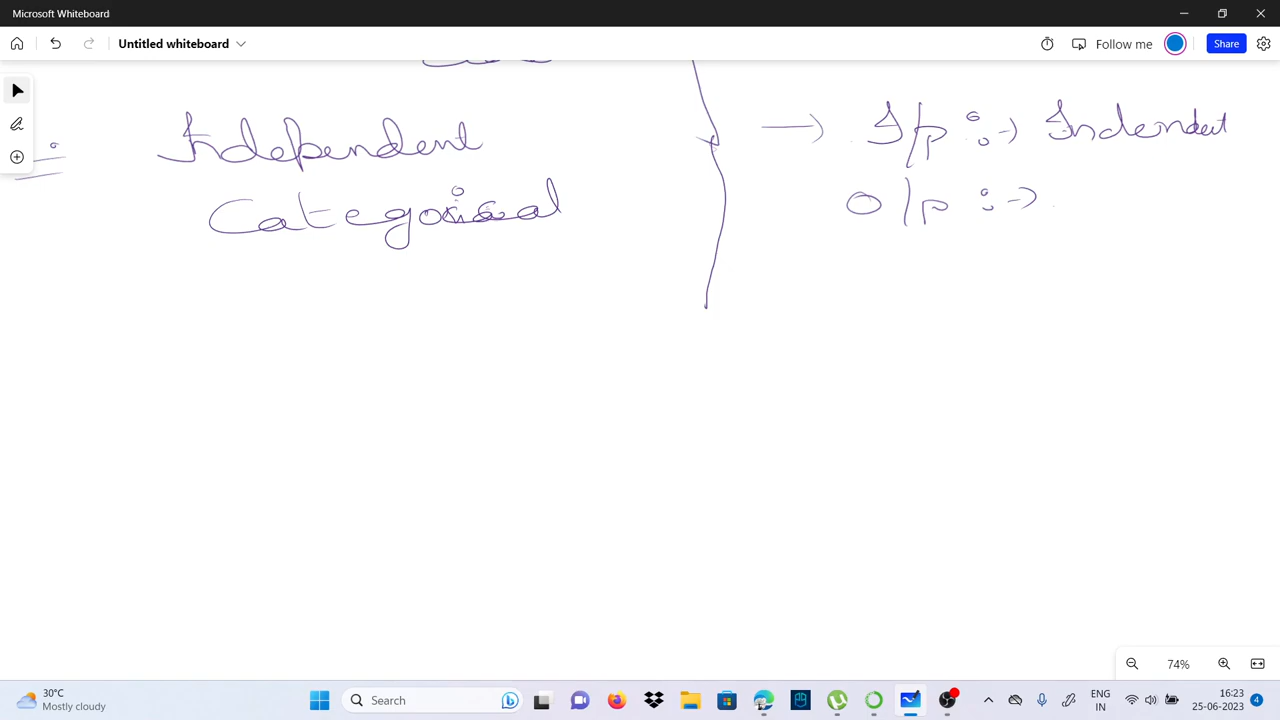 Microsoft Whiteboard
Untitled whiteboard
Follow me
Share
Independent
Categorical
I/p :-> Indendent
O/p :->
74%
30°C
Mostly cloudy
Search
ENG
IN
16:23
25-06-2023
4